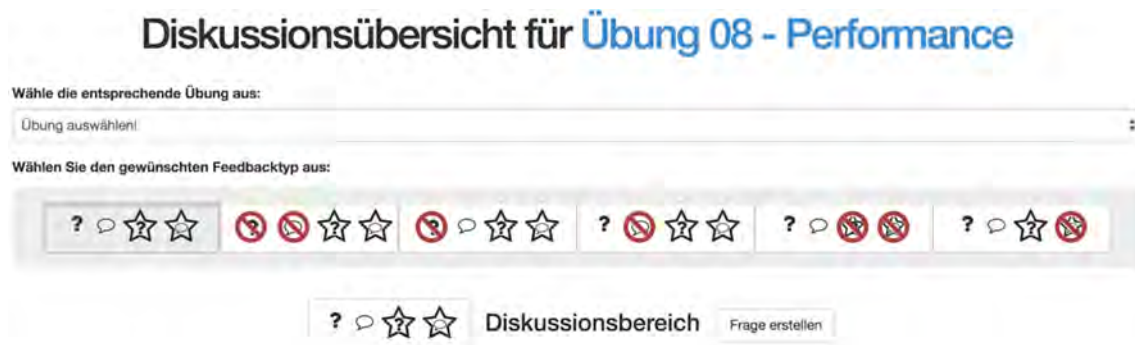 Diskussionsübersicht für Übung 08 - Performance
Wähle die entsprechende Übung aus:
Übung auswählen!
Wählen Sie den gewünschten Feedbacktyp aus:
? ? ? ? ? ? ? ? ? ? ? ?
? ? Diskussionsbereich Frage erstellen